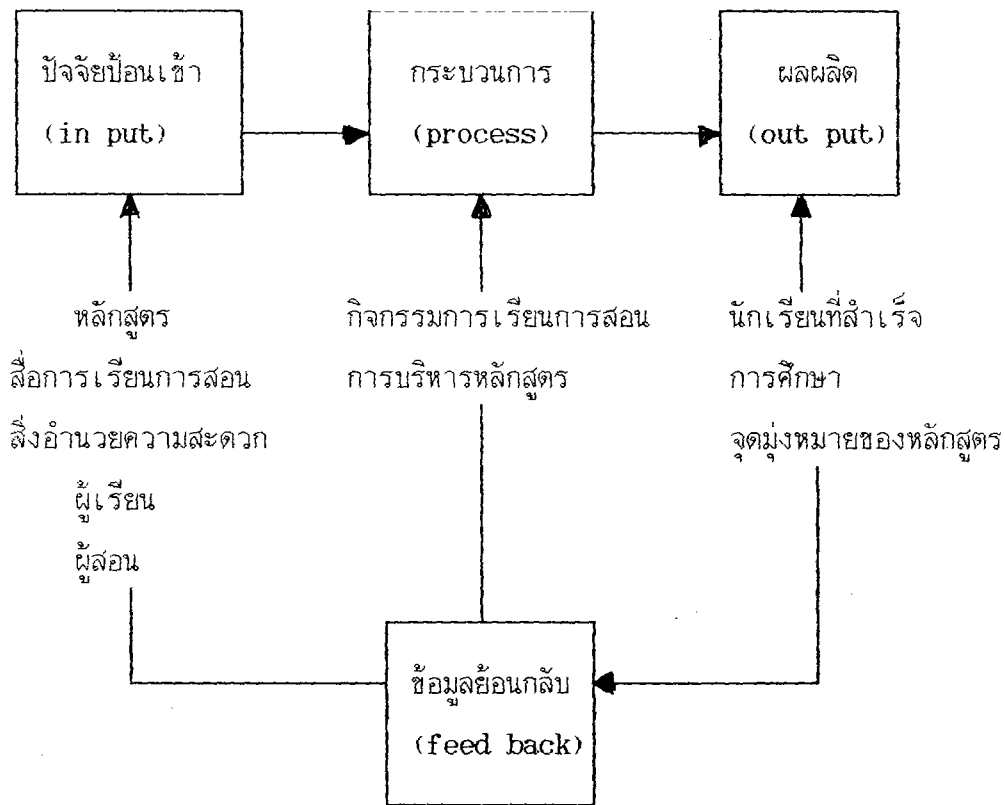 ปัจจัยป้อนเข้า
(in put)
กระบวนการ
(process)
ผลผลิต
(out put)
หลักสูตร
สื่อการเรียนการสอน
สิ่งอำนวยความสะดวก
ผู้เรียน
ผู้สอน
กิจกรรมการเรียนการสอน
การบริหารหลักสูตร
นักเรียนที่สำเร็จ
การศึกษา
จุดมุ่งหมายของหลักสูตร
ข้อมูลย้อนกลับ
(feed back)